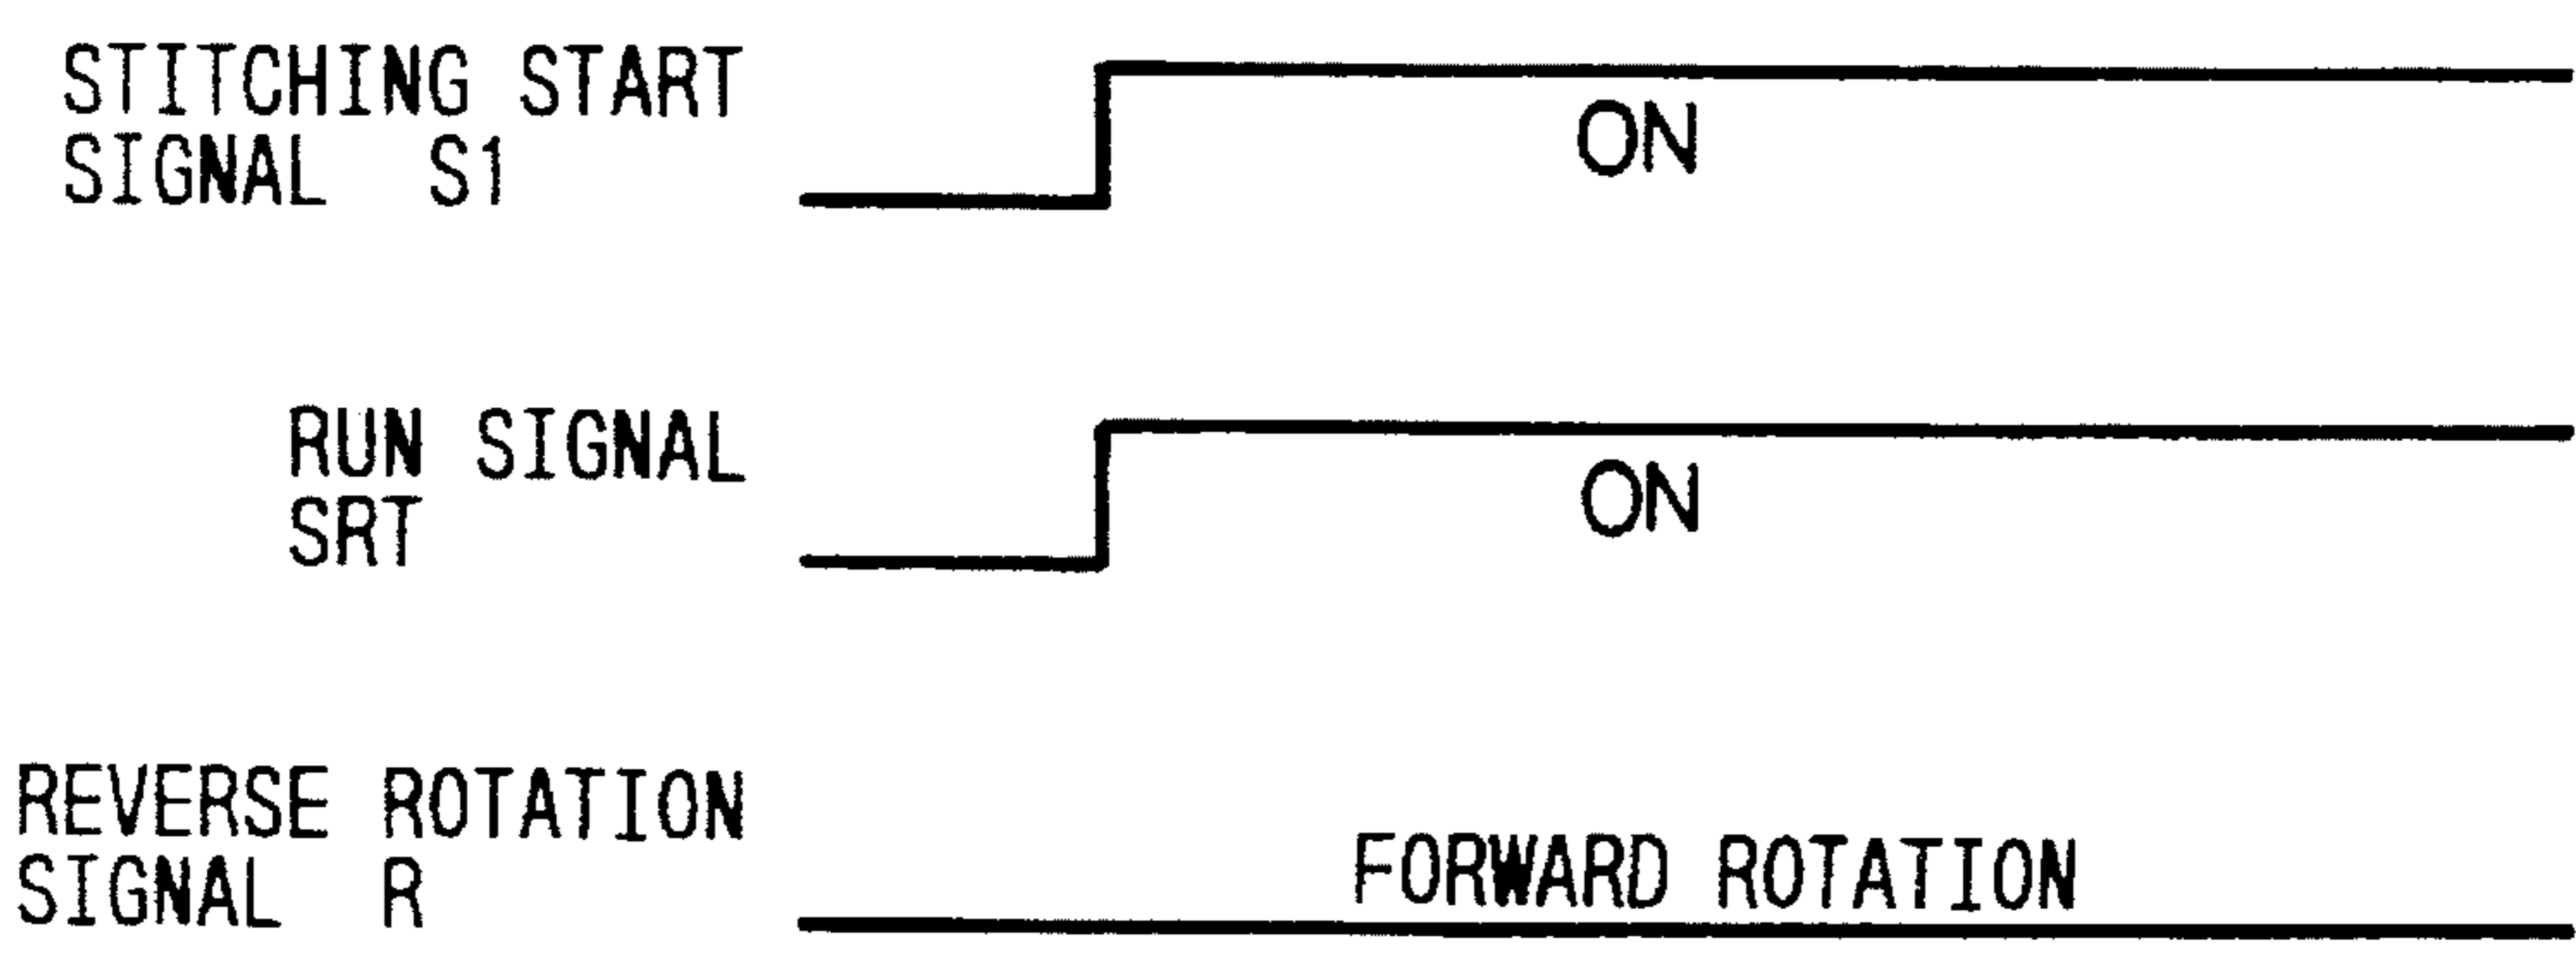 STITCHING START
SIGNAL S1
ON
RUN SIGNAL
SRT
ON
REVERSE ROTATION
SIGNAL R
FORWARD ROTATION